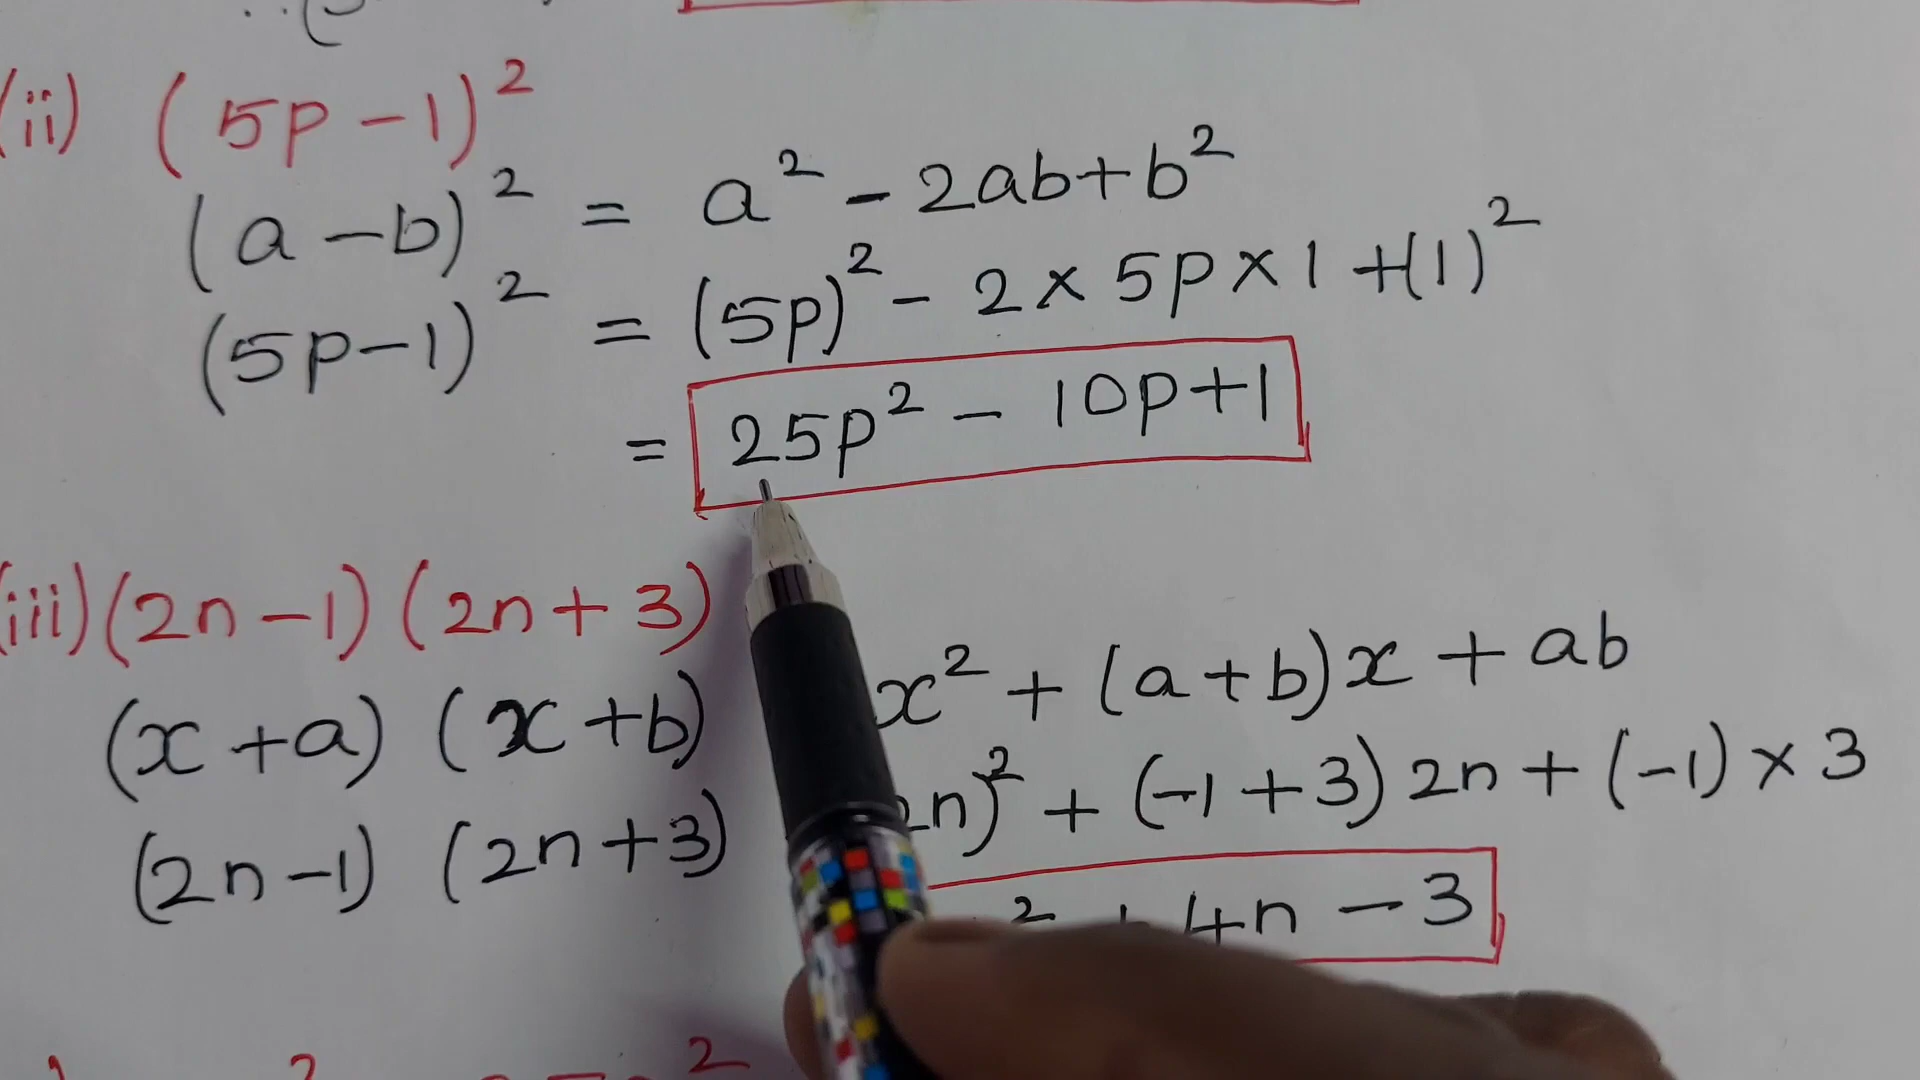 (ii) (5p-1)²
(a-b)² = a² - 2ab+b²
(5p-1)² = (5p)² - 2 × 5p × 1 +(1)²
= 25p² - 10p+1
(iii) (2n-1) (2n+3)
(x+a) (x+b) x² + (a+b)x + ab
(2n-1) (2n+3) n)² + (-1+3) 2n + (-1) × 3
² + 4n - 3